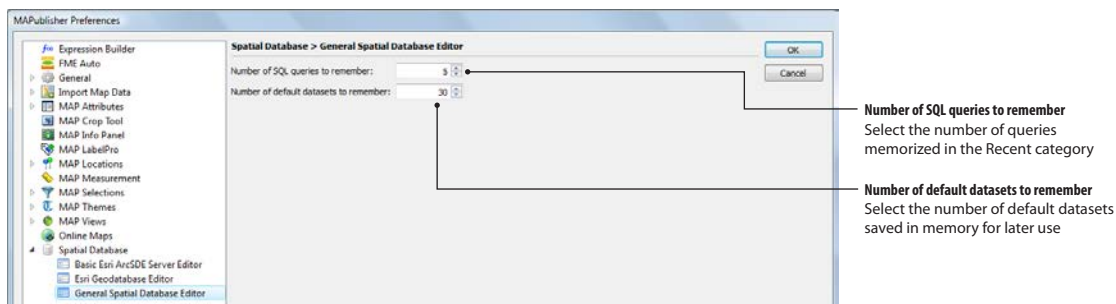 MAPublisher Preferences
Expression Builder
FME Auto
General
Import Map Data
MAP Attributes
MAP Crop Tool
MAP Info Panel
MAP LabelPro
MAP Locations
MAP Measurement
MAP Selections
MAP Themes
MAP Views
Online Maps
Spatial Database
Basic Esri ArcSDE Server Editor
Esri Geodatabase Editor
General Spatial Database Editor
Spatial Database > General Spatial Database Editor
Number of SQL queries to remember: 5
Number of default datasets to remember: 30
OK
Cancel
Number of SQL queries to remember
Select the number of queries
memorized in the Recent category
Number of default datasets to remember
Select the number of default datasets
saved in memory for later use